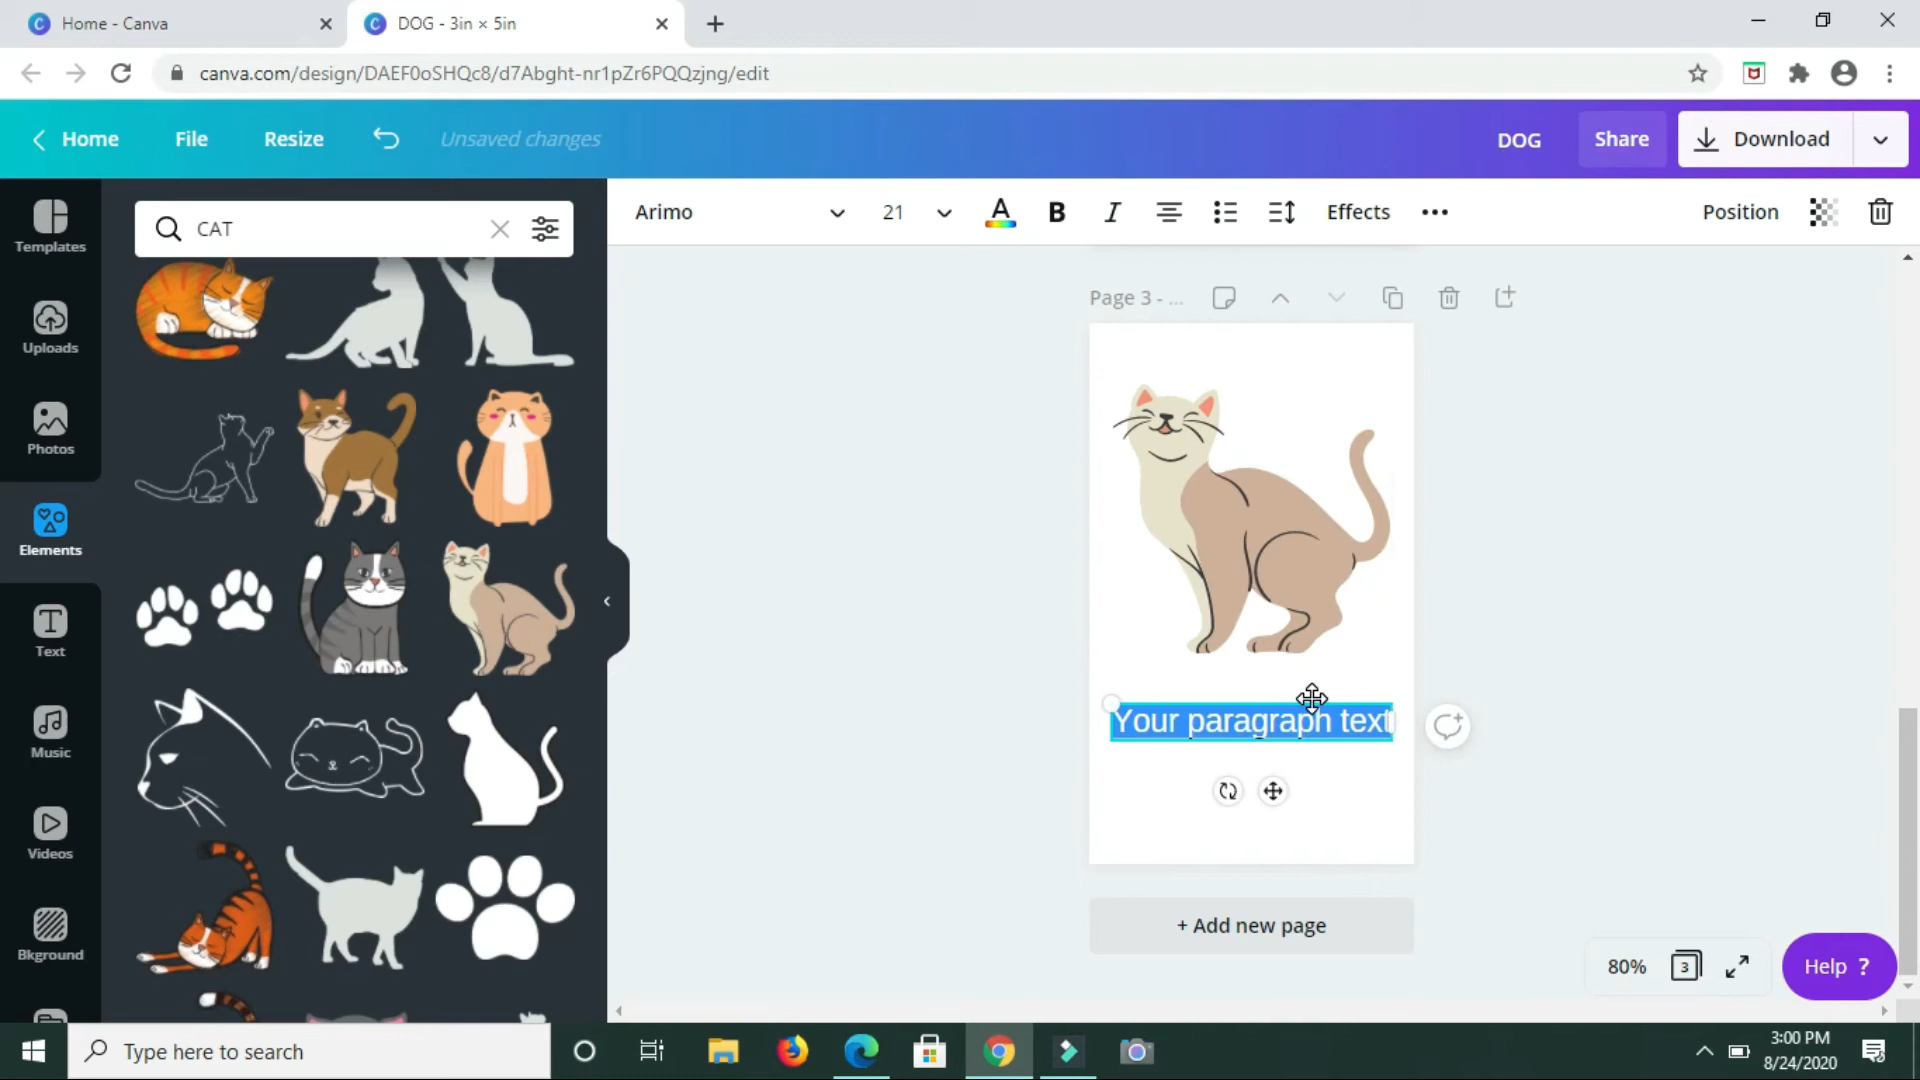 Home - Canva
DOG - 3in × 5in
canva.com/design/DAEF0oSHQc8/d7Abght-nr1pZr6PQQzjng/edit
Home
File
Resize
Unsaved changes
DOG
Share
Download
Templates
Uploads
Photos
Elements
Text
Music
Videos
Bkground
CAT
Arimo
21
A
B
I
Effects
Position
Page 3 - ...
Your paragraph text
+ Add new page
80%
3
Help ?
Type here to search
3:00 PM
8/24/2020